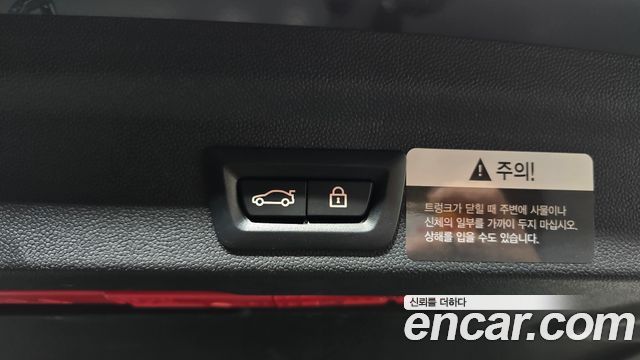 주의!
트렁크가 닫힐 때 주변에 사물이나
신체의 일부를 가까이 두지 마십시오.
상해를 입을 수도 있습니다.
신뢰를 더하다
encar.com